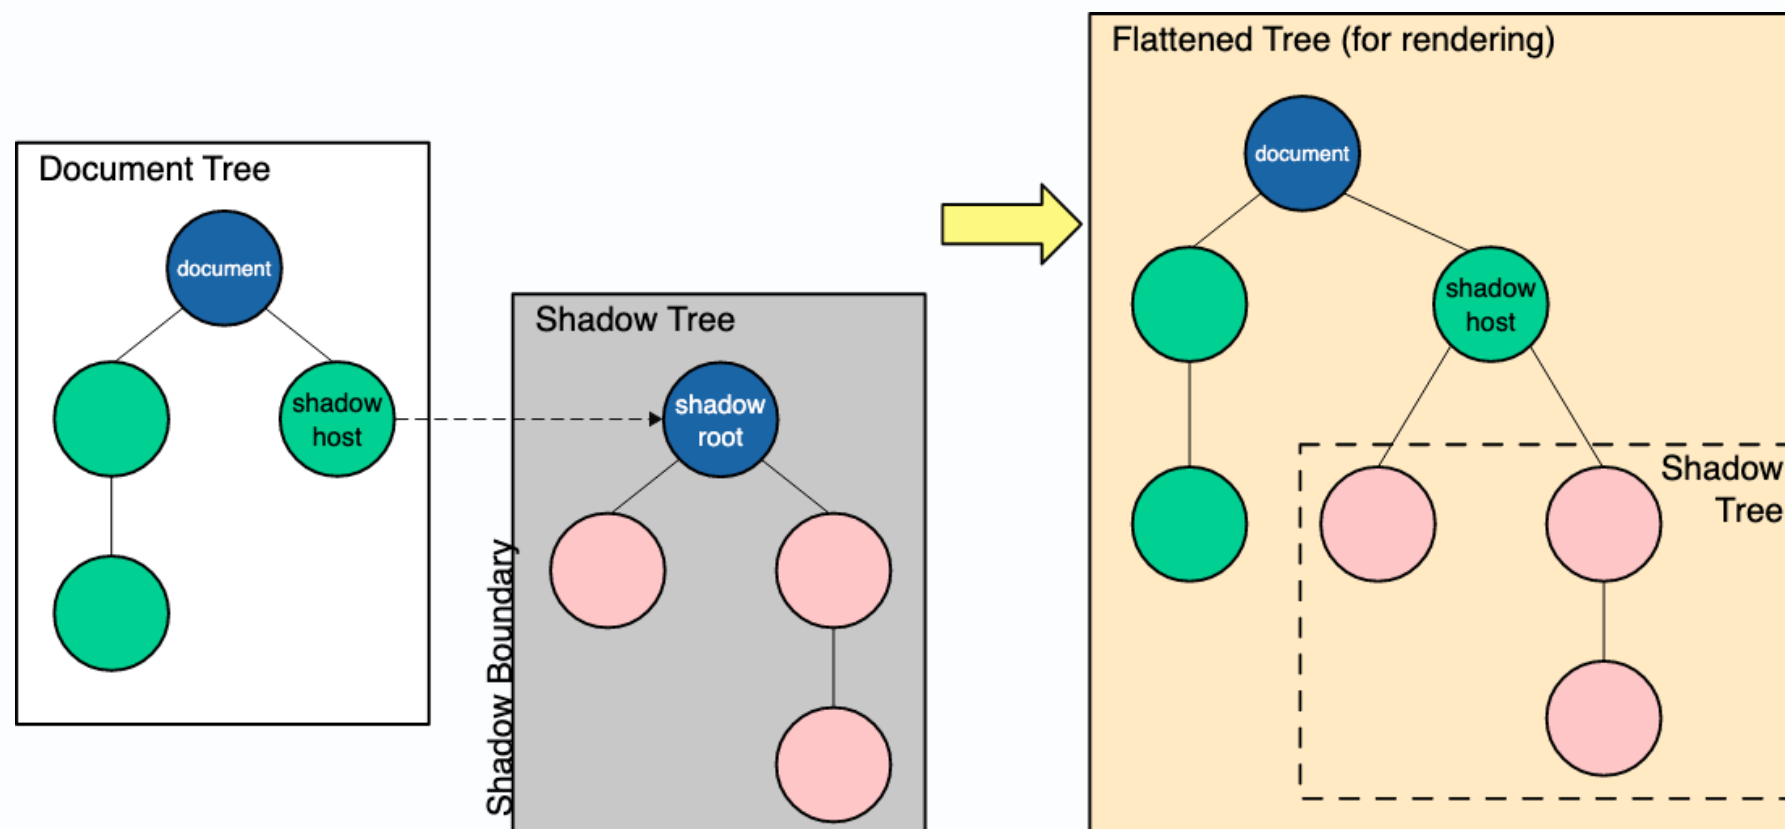 Document Tree
document
shadow
host
Shadow Tree
shadow
root
Shadow Boundary
Flattened Tree (for rendering)
document
shadow
host
Shadow
Tree